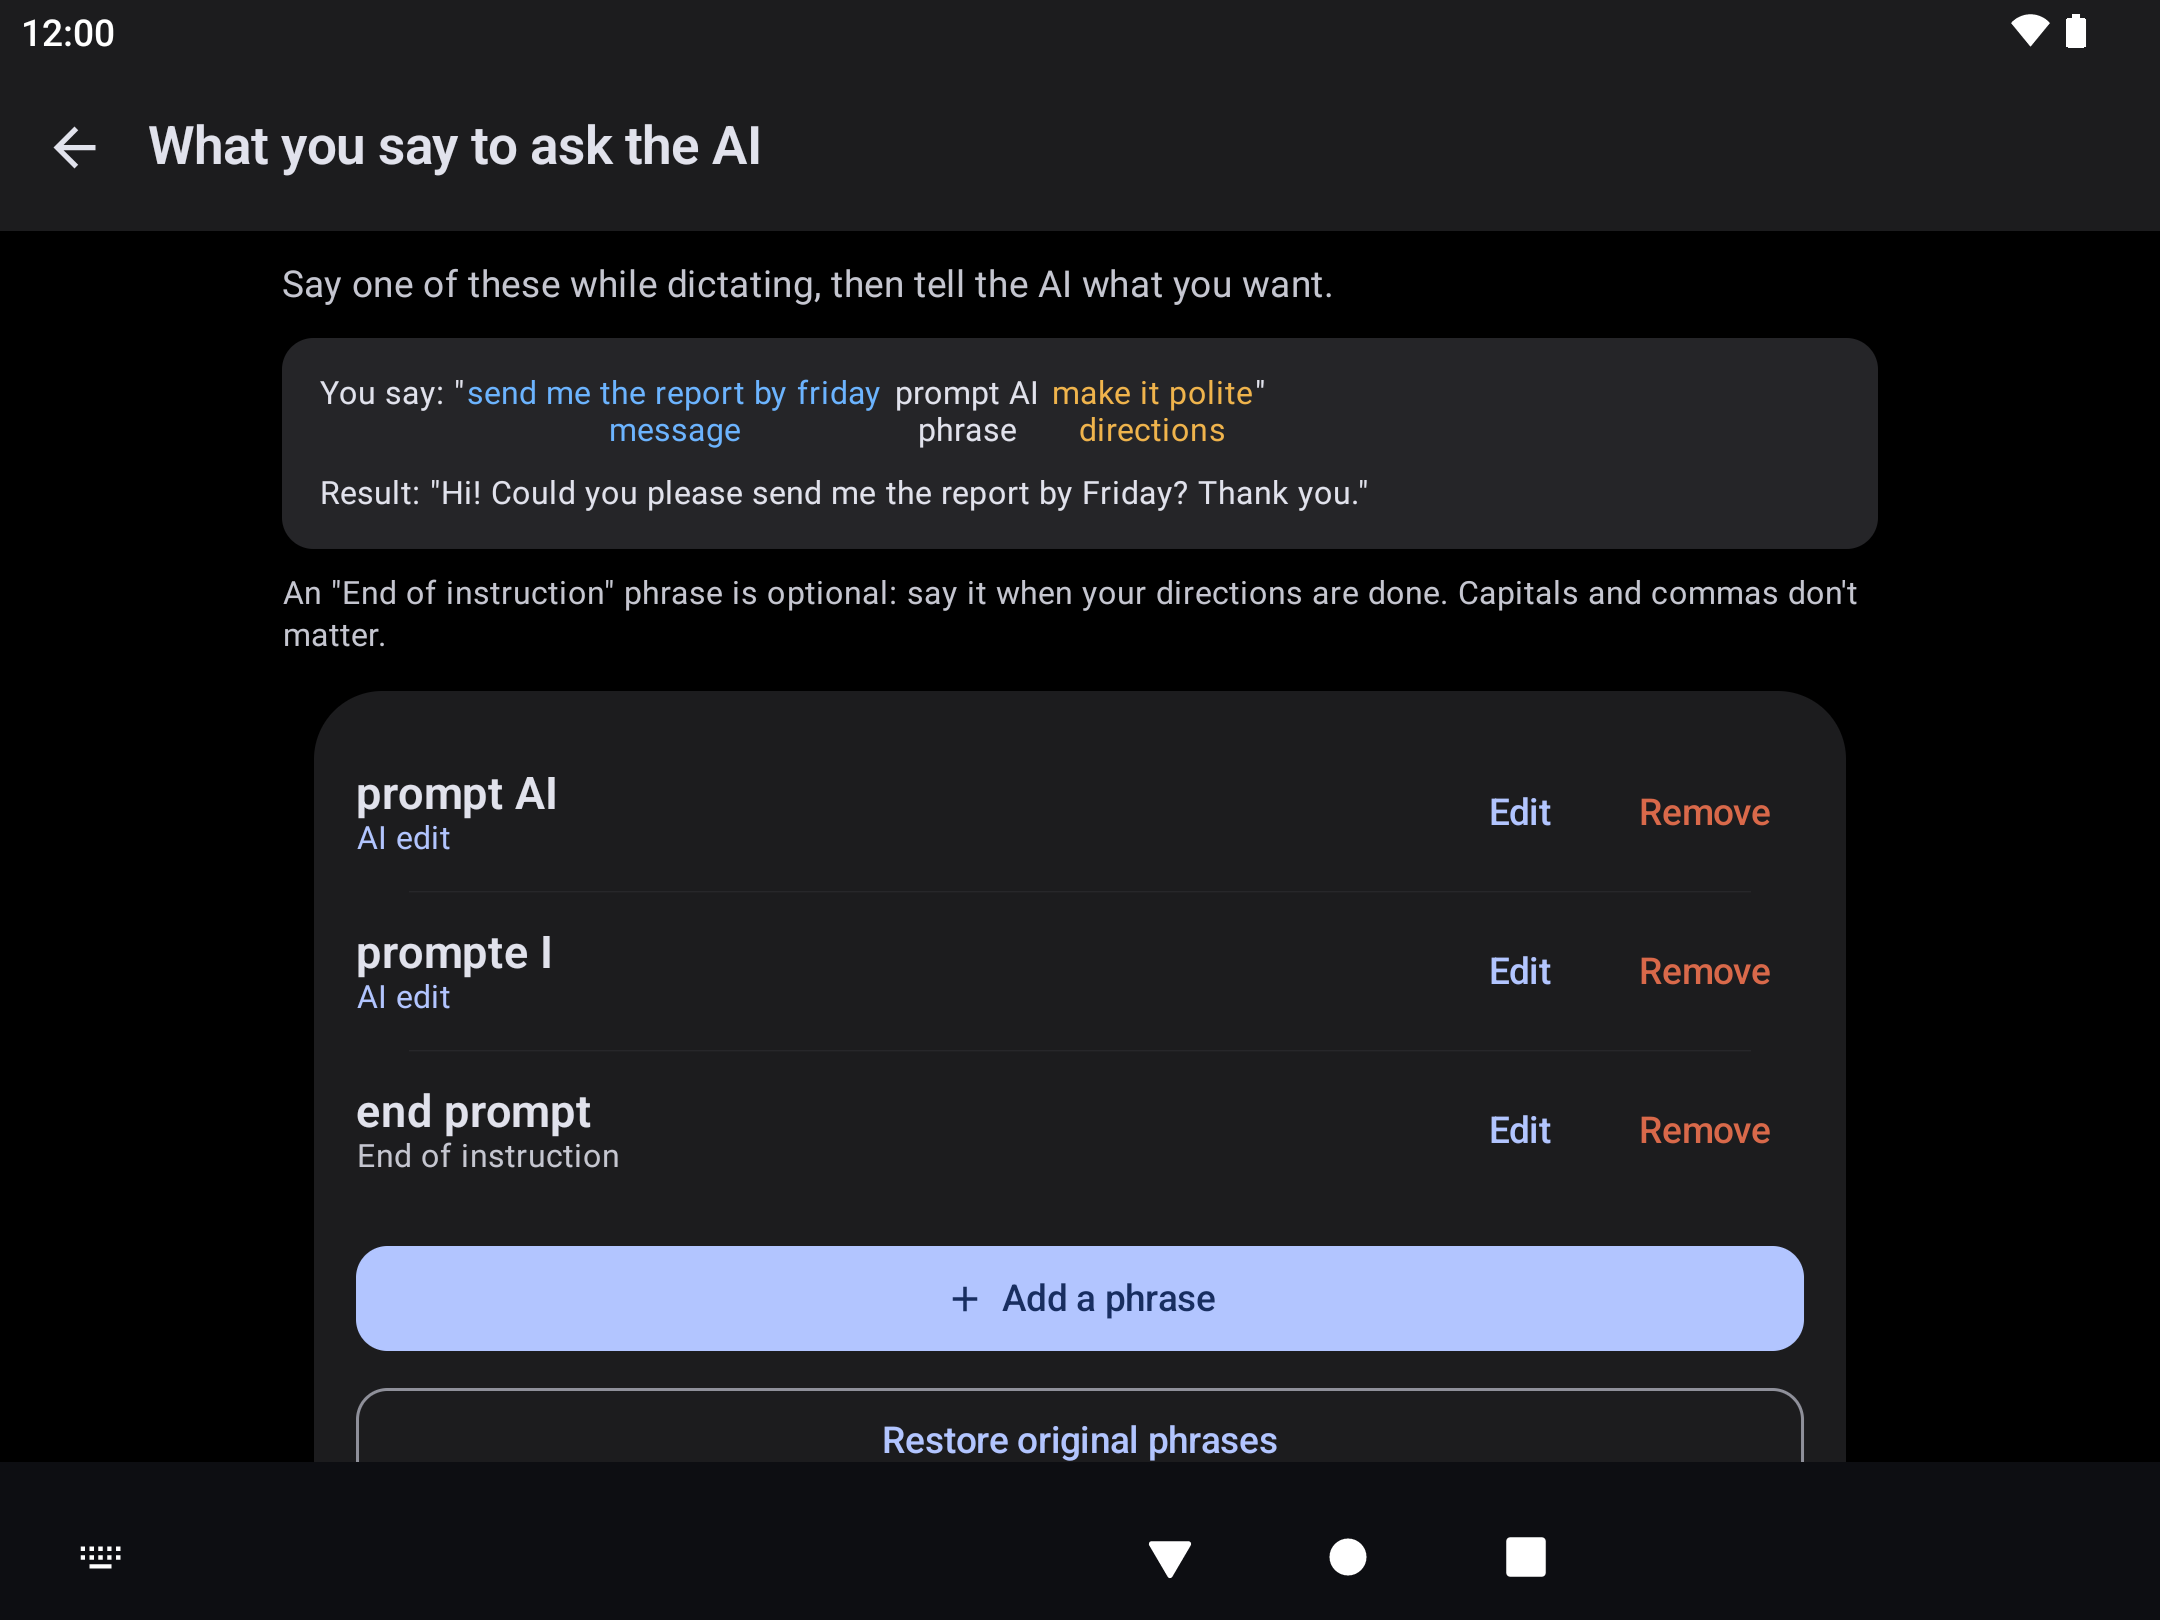 12:00
What you say to ask the AI
Say one of these while dictating, then tell the AI what you want.
You say: "send me the report by friday prompt AI make it polite"
message phrase directions
Result: "Hi! Could you please send me the report by Friday? Thank you."
An "End of instruction" phrase is optional: say it when your directions are done. Capitals and commas don't
matter.
prompt AI
AI edit
Edit Remove
prompte I
AI edit
Edit Remove
end prompt
End of instruction
Edit Remove
+ Add a phrase
Restore original phrases